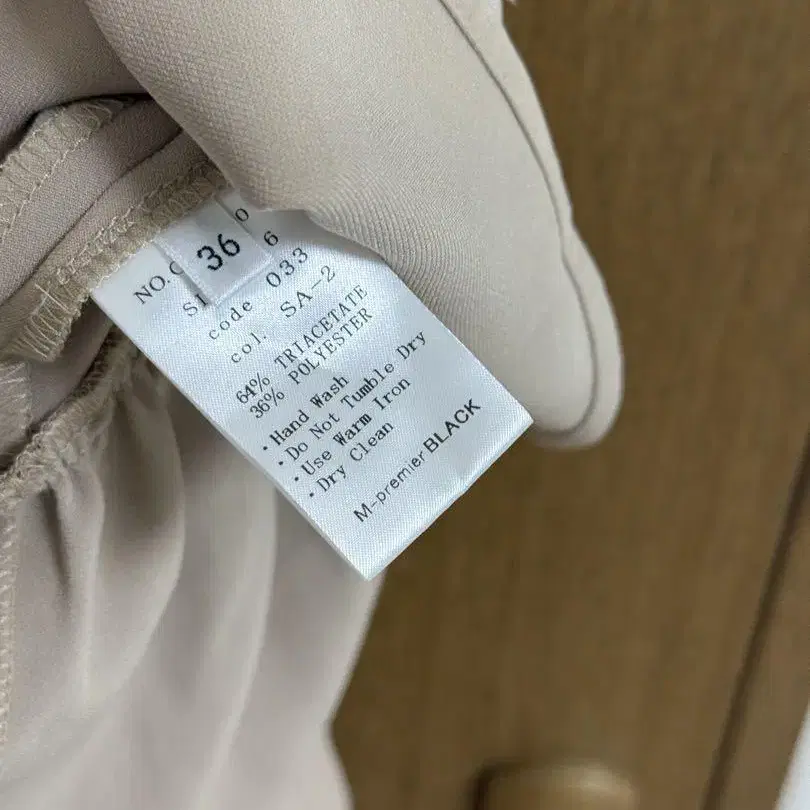 36
NO.
0
6
code 033
col. SA-2
64% TRIACETATE
36% POLYESTER
・Hand Wash
・Do Not Tumble Dry
・Use Warm Iron
・Dry Clean
M-premier BLACK